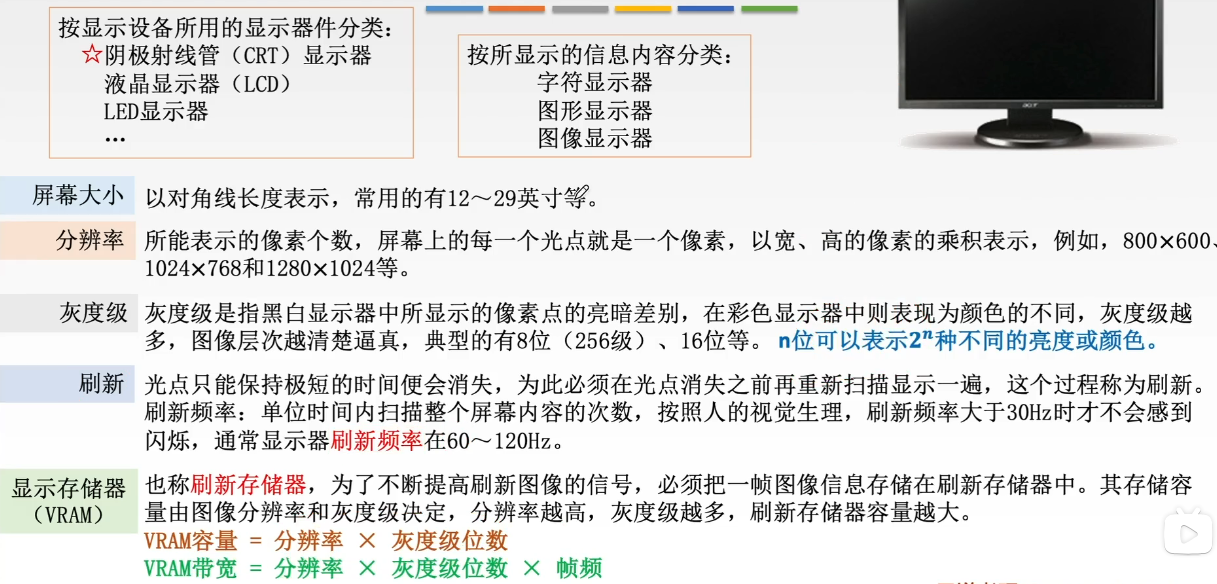 按显示设备所用的显示器件分类:
☆阴极射线管（CRT）显示器
液晶显示器（LCD）
LED显示器
…
按所显示的信息内容分类:
字符显示器
图形显示器
图像显示器
acer
屏幕大小
以对角线长度表示，常用的有12～29英寸等。
分辨率
所能表示的像素个数，屏幕上的每一个光点就是一个像素，以宽、高的像素的乘积表示，例如，800×600、
1024×768和1280×1024等。
灰度级
灰度级是指黑白显示器中所显示的像素点的亮暗差别，在彩色显示器中则表现为颜色的不同，灰度级越
多，图像层次越清楚逼真，典型的有8位（256级）、16位等。 n位可以表示2ⁿ种不同的亮度或颜色。
刷新
光点只能保持极短的时间便会消失，为此必须在光点消失之前再重新扫描显示一遍，这个过程称为刷新。
刷新频率：单位时间内扫描整个屏幕内容的次数，按照人的视觉生理，刷新频率大于30Hz时才不会感到
闪烁，通常显示器刷新频率在60～120Hz。
显示存储器
（VRAM）
也称刷新存储器，为了不断提高刷新图像的信号，必须把一帧图像信息存储在刷新存储器中。其存储容
量由图像分辨率和灰度级决定，分辨率越高，灰度级越多，刷新存储器容量越大。
VRAM容量 = 分辨率 × 灰度级位数
VRAM带宽 = 分辨率 × 灰度级位数 × 帧频